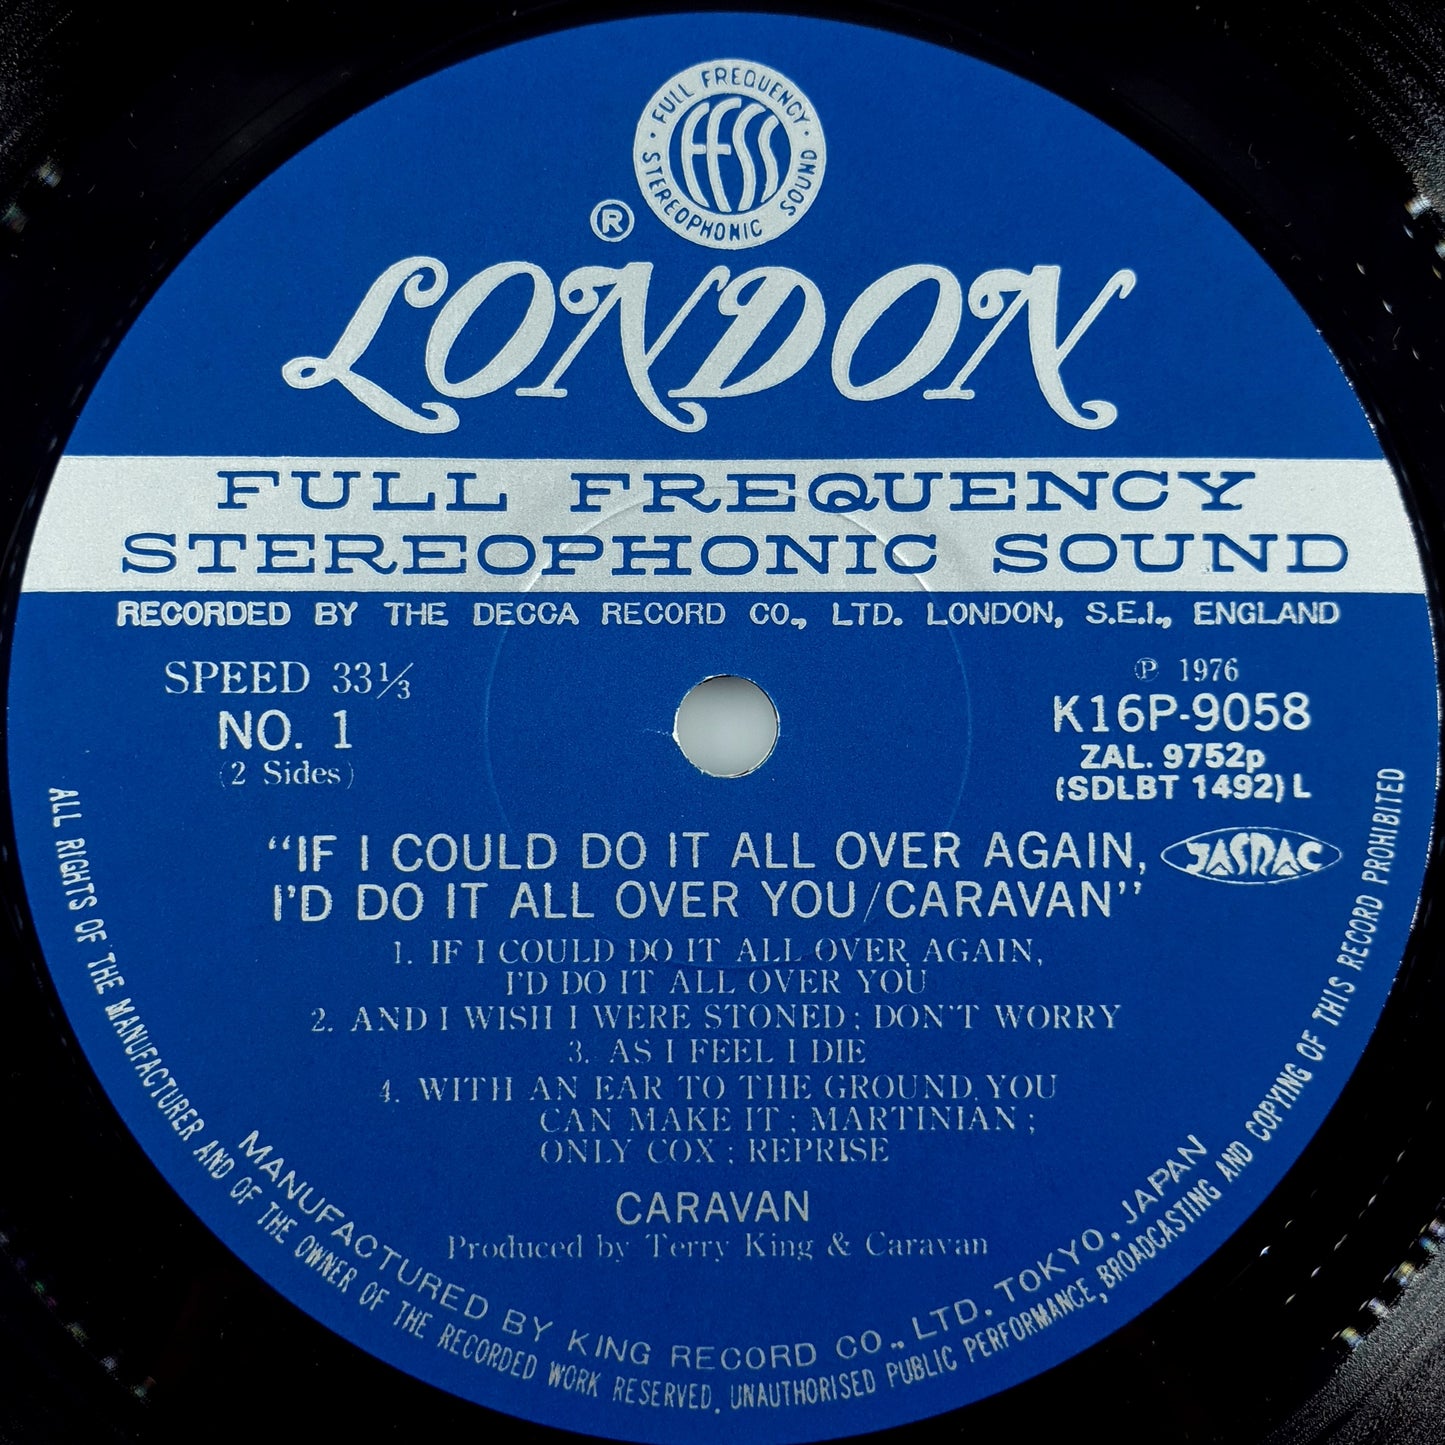 · FULL FREQUENCY ·
STEREOPHONIC SOUND
FFSS
®
LONDON
FULL FREQUENCY
STEREOPHONIC SOUND
RECORDED BY THE DECCA RECORD CO., LTD. LONDON, S.E.I., ENGLAND
SPEED 33⅓
NO. 1
(2 Sides)
℗ 1976
K16P-9058
ZAL. 9752p
(SDLBT 1492) L
"IF I COULD DO IT ALL OVER AGAIN,
I'D DO IT ALL OVER YOU/CARAVAN"
JASRAC
1. IF I COULD DO IT ALL OVER AGAIN,
I'D DO IT ALL OVER YOU
2. AND I WISH I WERE STONED ; DON'T WORRY
3. AS I FEEL I DIE
4. WITH AN EAR TO THE GROUND YOU
CAN MAKE IT ; MARTINIAN ;
ONLY COX ; REPRISE
CARAVAN
Produced by Terry King & Caravan
MANUFACTURED BY KING RECORD CO., LTD. TOKYO, JAPAN
ALL RIGHTS OF THE MANUFACTURER AND OF THE OWNER OF THE RECORDED WORK RESERVED. UNAUTHORISED PUBLIC PERFORMANCE, BROADCASTING AND COPYING OF THIS RECORD PROHIBITED